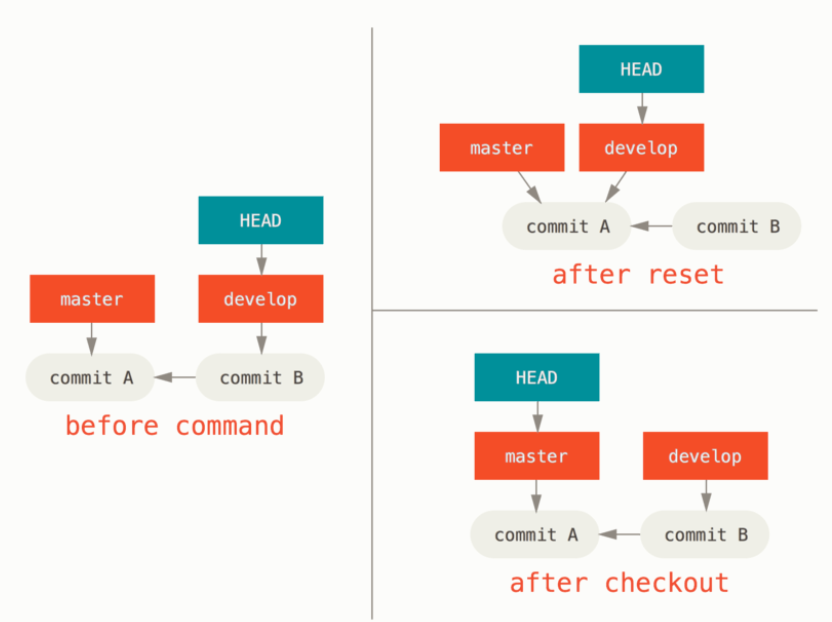 HEAD
master
develop
commit A
commit B
before command
HEAD
master
develop
commit A
commit B
after reset
HEAD
master
develop
commit A
commit B
after checkout